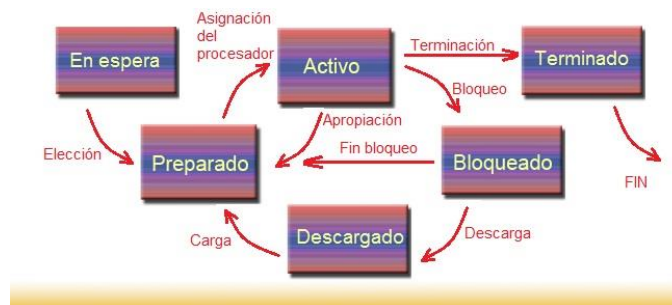 Asignación
del
procesador
En espera
Activo
Terminación
Terminado
Bloqueo
Elección
Preparado
Apropiación
Fin bloqueo
Bloqueado
FIN
Carga
Descargado
Descarga